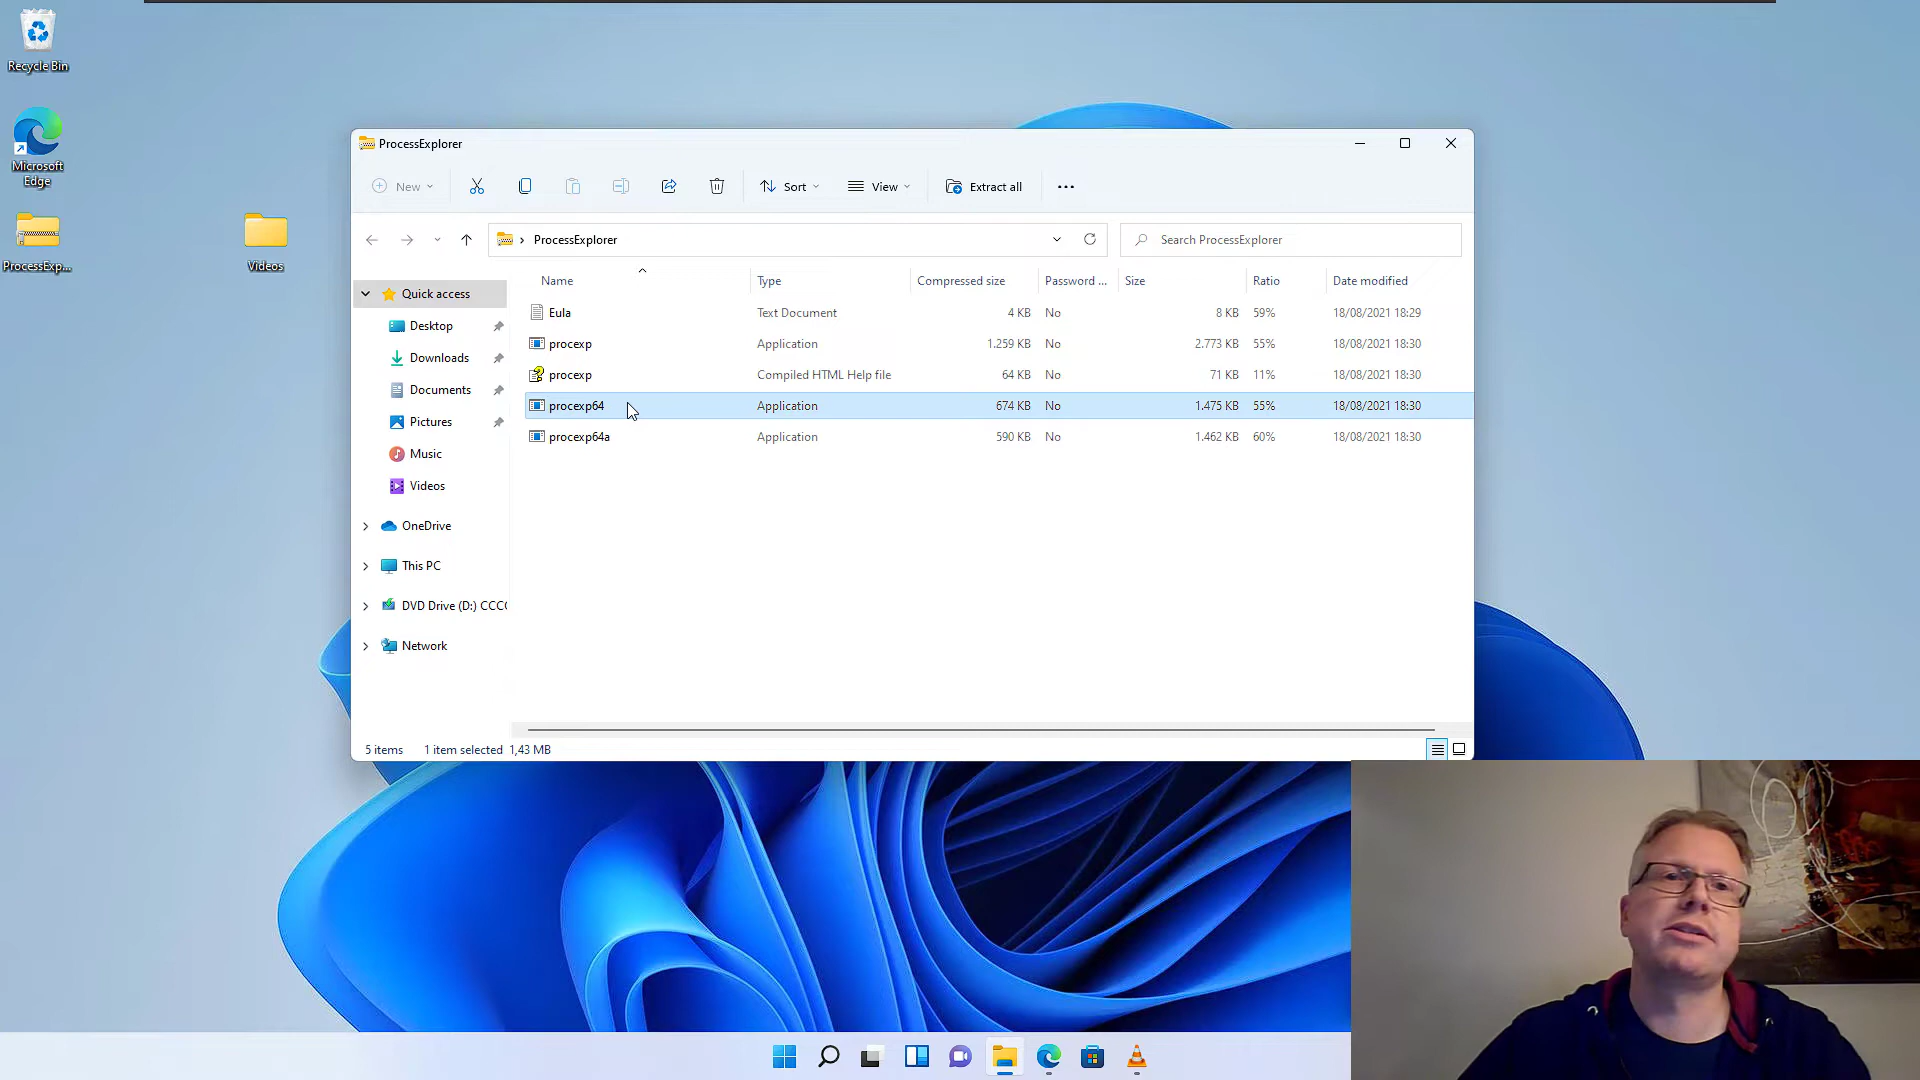 Recycle Bin
Microsoft
Edge
ProcessExp...
Videos
ProcessExplorer
New
Sort
View
Extract all
ProcessExplorer
Search ProcessExplorer
Name Type Compressed size Password ... Size Ratio Date modified
Eula Text Document 4 KB No 8 KB 59% 18/08/2021 18:29
procexp Application 1.259 KB No 2.773 KB 55% 18/08/2021 18:30
procexp Compiled HTML Help file 64 KB No 71 KB 11% 18/08/2021 18:30
procexp64 Application 674 KB No 1.475 KB 55% 18/08/2021 18:30
procexp64a Application 590 KB No 1.462 KB 60% 18/08/2021 18:30
Quick access
Desktop
Downloads
Documents
Pictures
Music
Videos
OneDrive
This PC
DVD Drive (D:) CCC
Network
5 items 1 item selected 1,43 MB